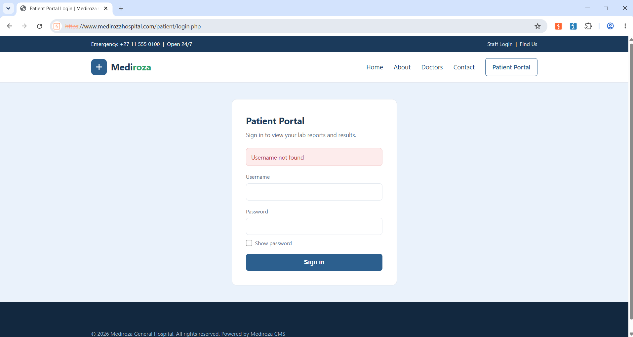 Patient Portal Login | Mediroza
https://www.medirozahospital.com/patient/login.php
Emergency: +27 11 555 0100 | Open 24/7
Staff Login | Find Us
Mediroza
Home About Doctors Contact Patient Portal
Patient Portal
Sign in to view your lab reports and results.
Username not found
Username
Password
Show password
Sign in
© 2026 Mediroza General Hospital. All rights reserved. Powered by Mediroza CMS